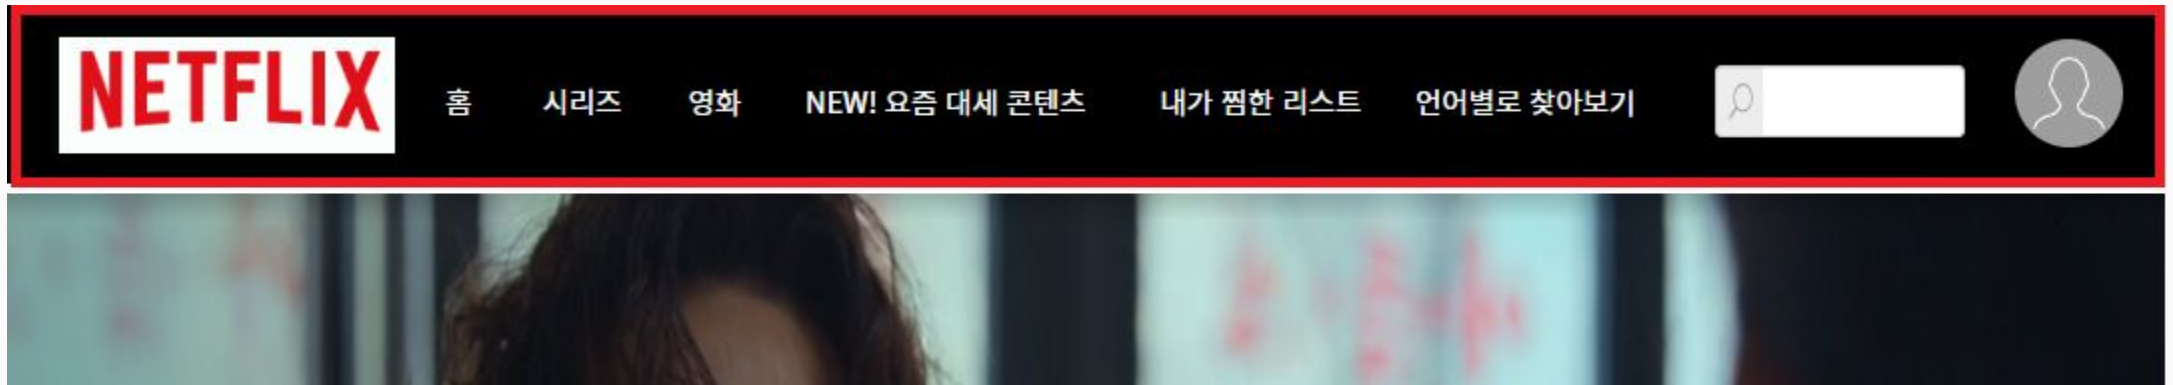 NETFLIX 홈 시리즈 영화 NEW! 요즘 대세 콘텐츠 내가 찜한 리스트 언어별로 찾아보기